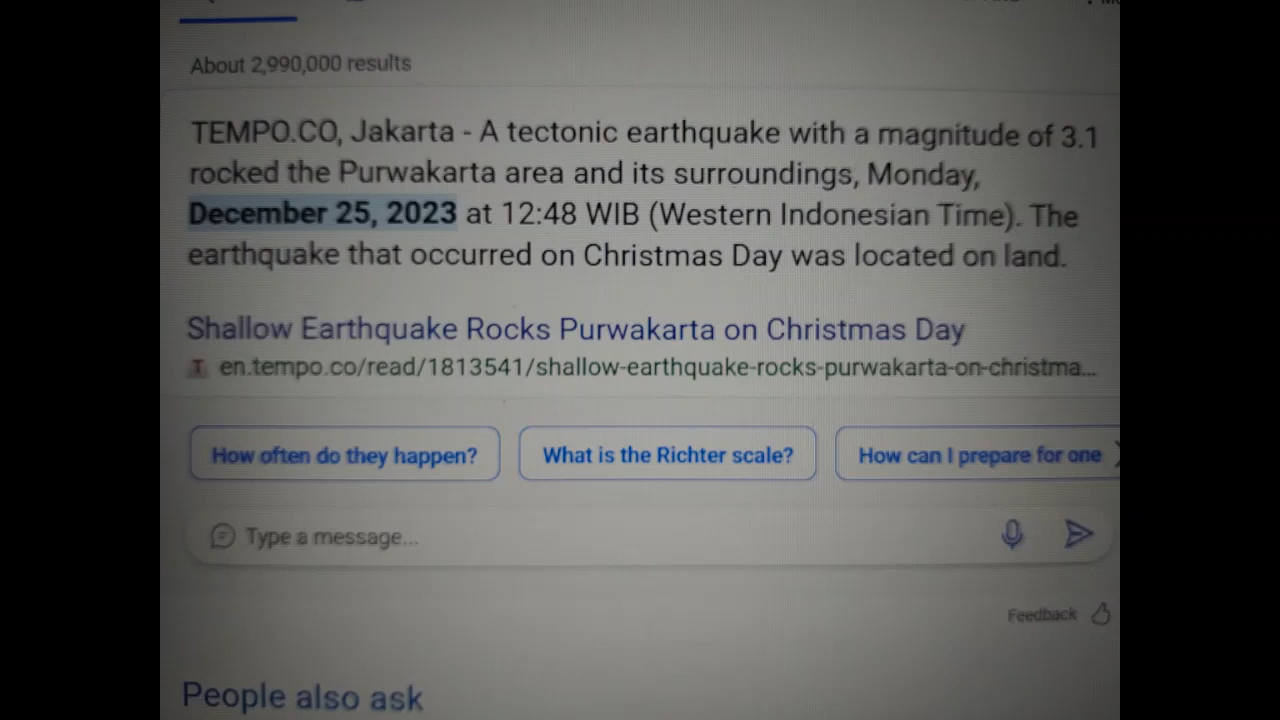 About 2,990,000 results
TEMPO.CO, Jakarta - A tectonic earthquake with a magnitude of 3.1
rocked the Purwakarta area and its surroundings, Monday,
December 25, 2023 at 12:48 WIB (Western Indonesian Time). The
earthquake that occurred on Christmas Day was located on land.
Shallow Earthquake Rocks Purwakarta on Christmas Day
T en.tempo.co/read/1813541/shallow-earthquake-rocks-purwakarta-on-christma...
How often do they happen? What is the Richter scale? How can I prepare for one
Type a message...
Feedback
People also ask